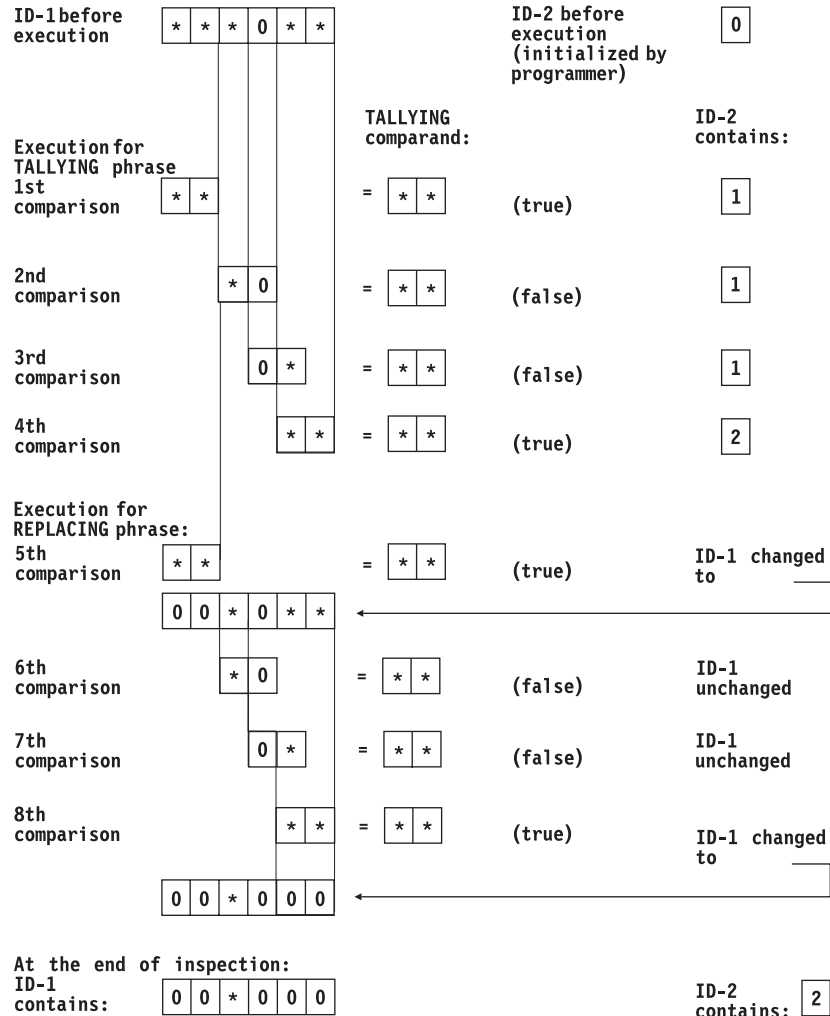 ID-1 before execution * * * 0 * * ID-2 before execution (initialized by programmer) 0
TALLYING comparand: ID-2 contains:
Execution for
TALLYING phrase
1st comparison * * = * * (true) 1
2nd comparison * 0 = * * (false) 1
3rd comparison 0 * = * * (false) 1
4th comparison * * = * * (true) 2
Execution for
REPLACING phrase:
5th comparison * * = * * (true) ID-1 changed to
0 0 * 0 * *
6th comparison * 0 = * * (false) ID-1 unchanged
7th comparison 0 * = * * (false) ID-1 unchanged
8th comparison * * = * * (true) ID-1 changed to
0 0 * 0 0 0
At the end of inspection:
ID-1 contains: 0 0 * 0 0 0 ID-2 contains: 2